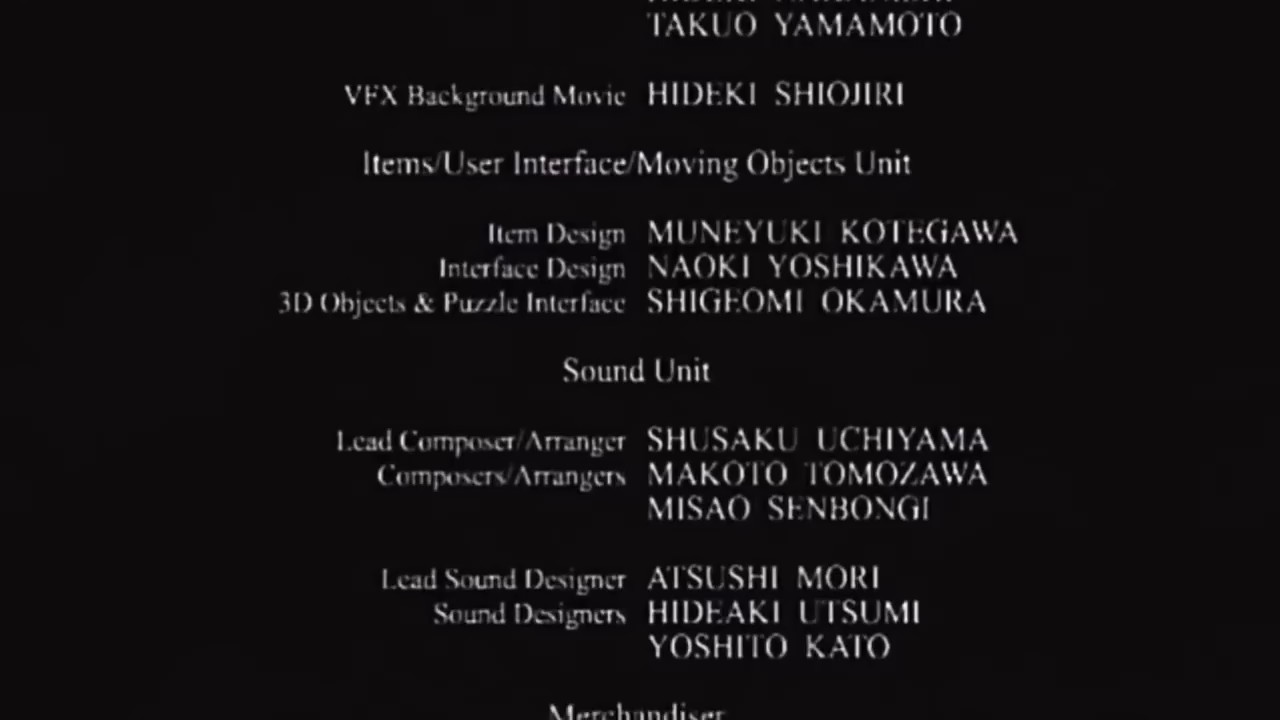 TAKUO YAMAMOTO
VFX Background Movie HIDEKI SHIOJIRI
Items/User Interface/Moving Objects Unit
Item Design MUNEYUKI KOTEGAWA
Interface Design NAOKI YOSHIKAWA
3D Objects & Puzzle Interface SHIGEOMI OKAMURA
Sound Unit
Lead Composer/Arranger SHUSAKU UCHIYAMA
Composers/Arrangers MAKOTO TOMOZAWA
MISAO SENBONGI
Lead Sound Designer ATSUSHI MORI
Sound Designers HIDEAKI UTSUMI
YOSHITO KATO
Merchandiser